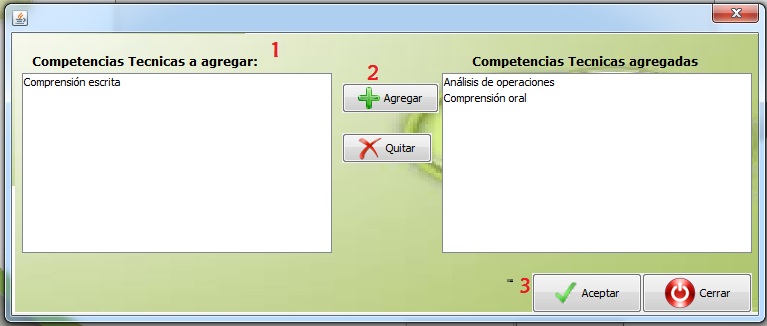 1
Competencias Tecnicas a agregar:
Comprensión escrita
2
Agregar
Quitar
Competencias Tecnicas agregadas
Análisis de operaciones
Comprensión oral
3
Aceptar
Cerrar